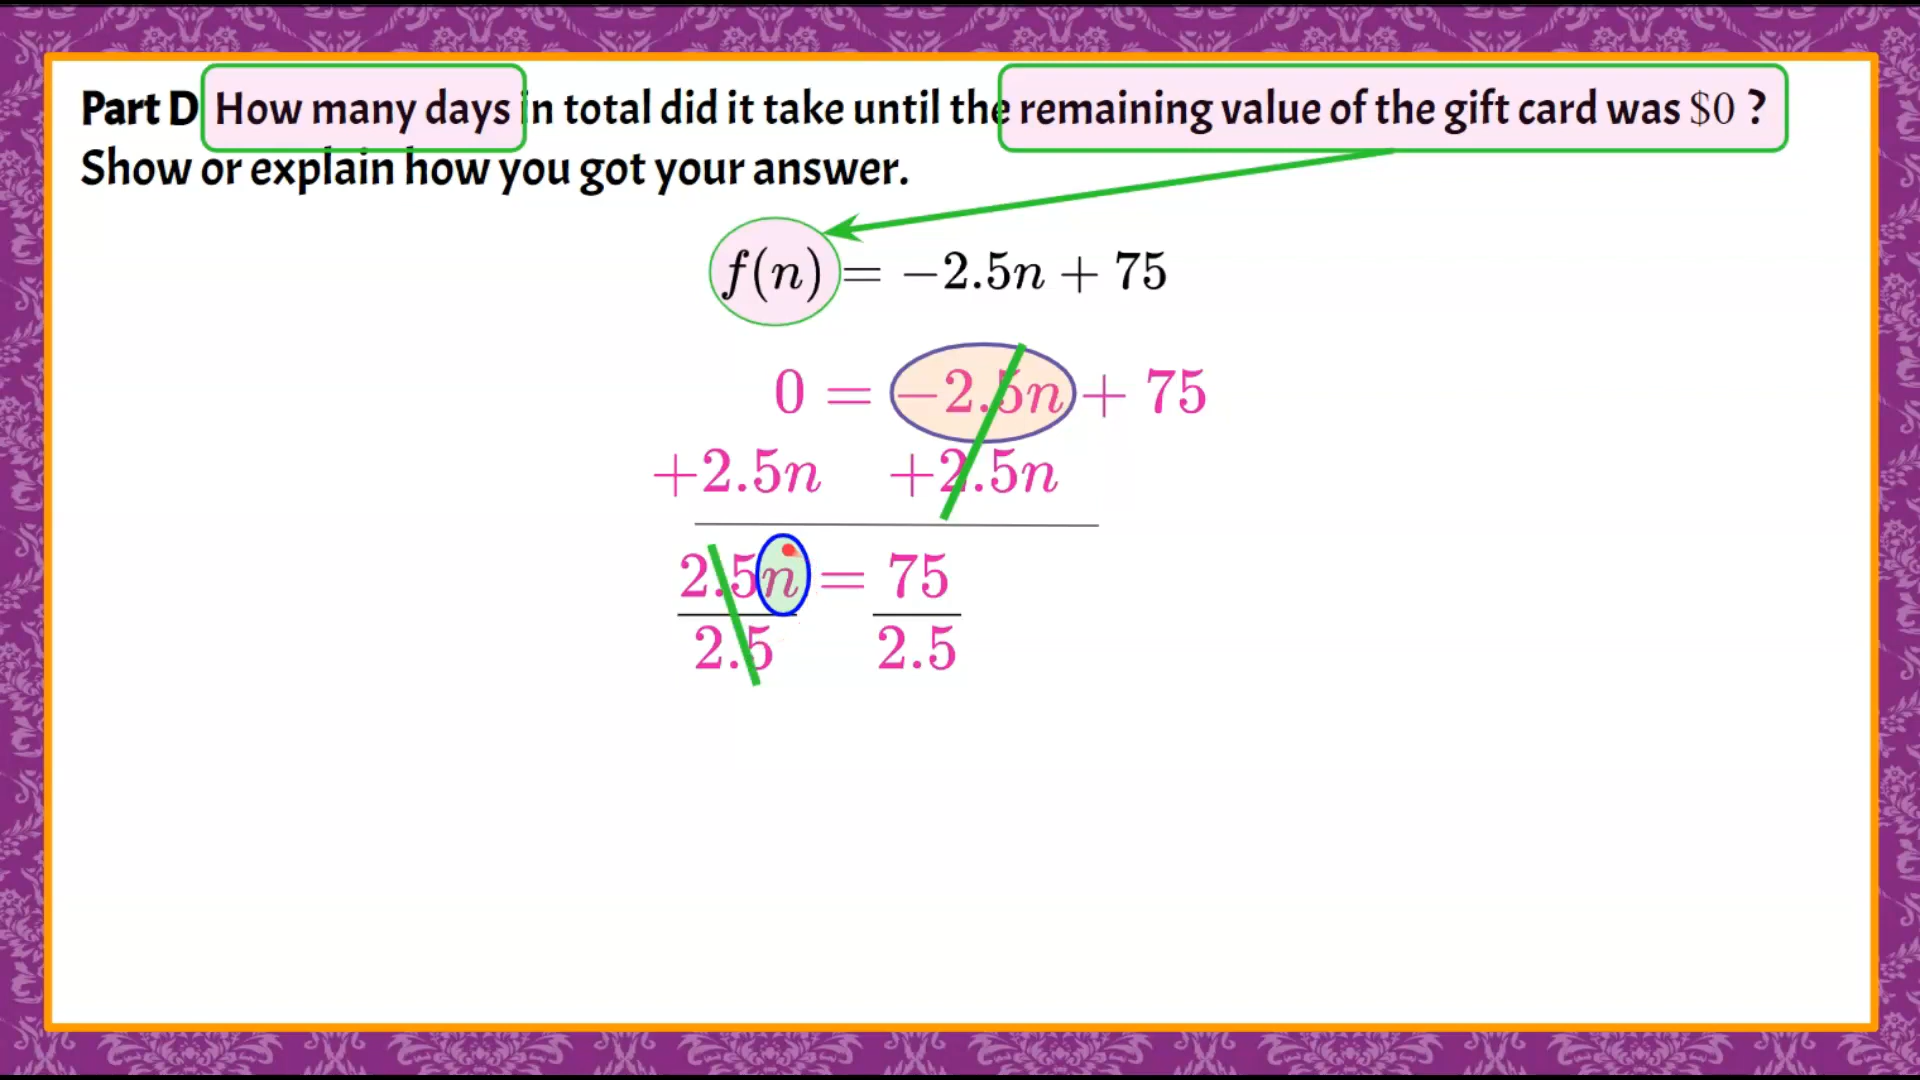 Part D How many days in total did it take until the remaining value of the gift card was $0 ?
Show or explain how you got your answer.
f(n) = −2.5n + 75
0 = −2.5n + 75
+2.5n +2.5n
2.5n = 75
2.5 2.5